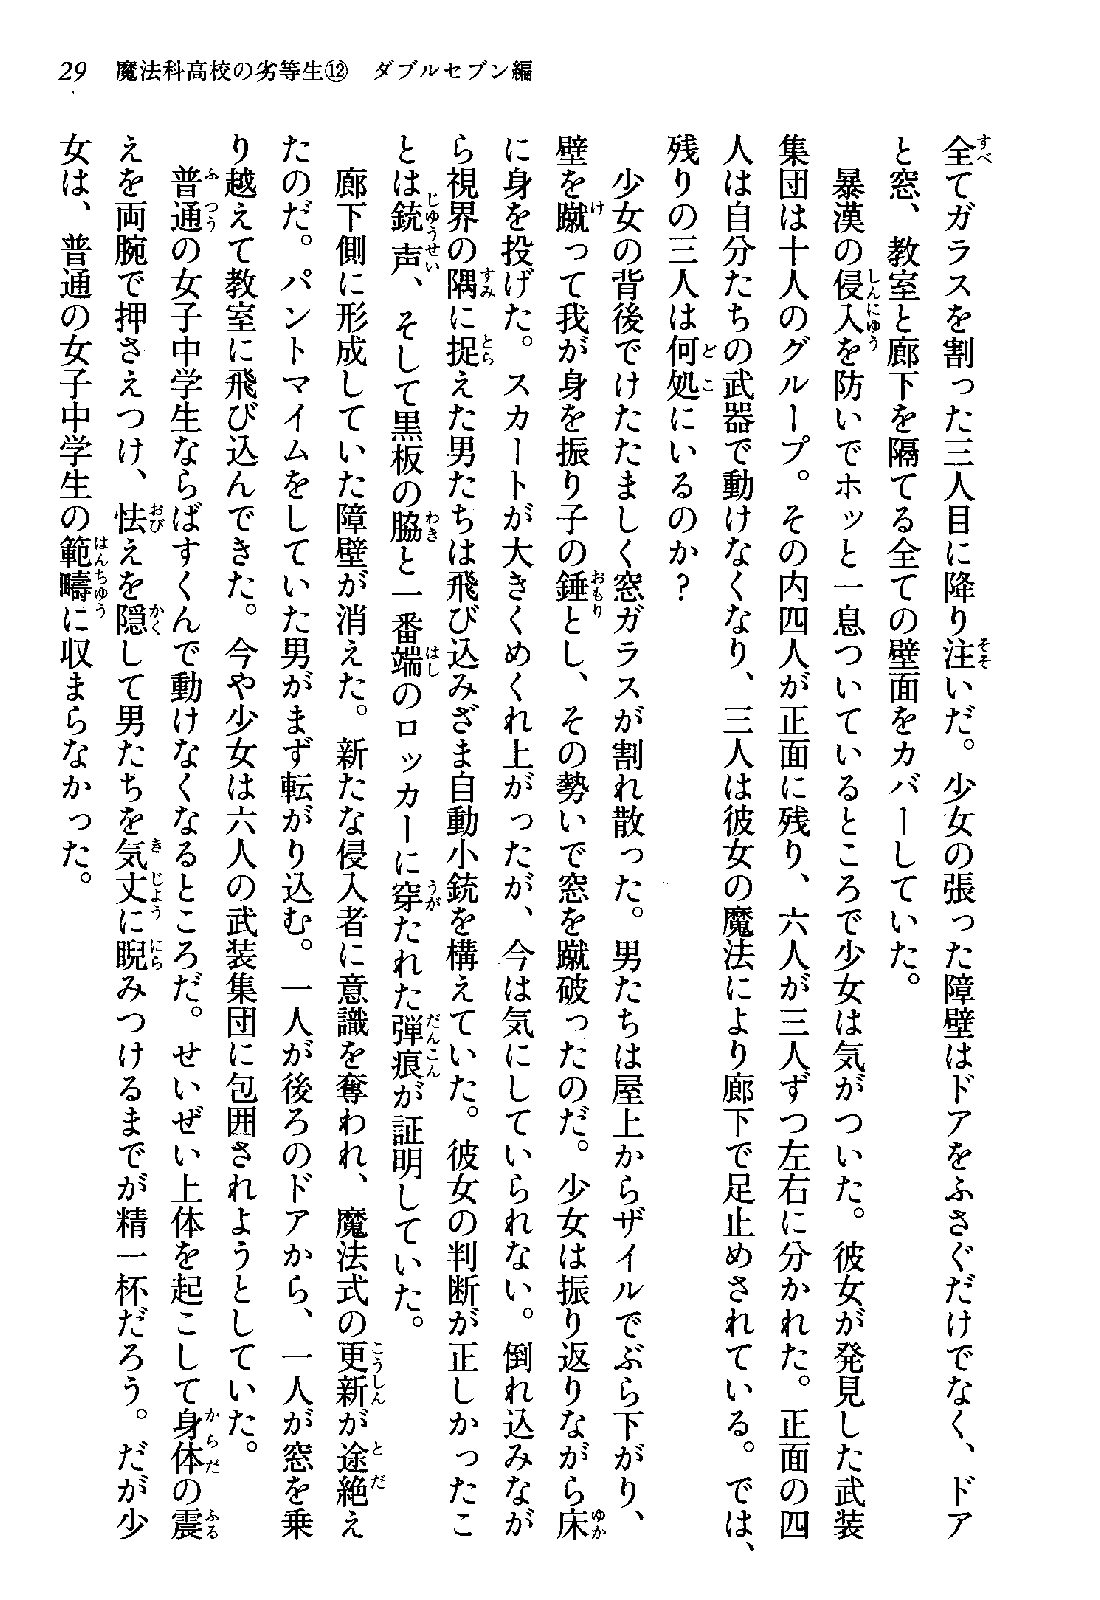 29 魔法科高校の劣等生⑫ ダブルセブン編
全てガラスを割った三人目に降り注いだ。少女の張った障壁はドアをふさぐだけでなく、ドア
と窓、教室と廊下を隔てる全ての壁面をカバーしていた。
暴漢の侵入を防いでホッと一息ついているところで少女は気がついた。彼女が発見した武装
集団は十人のグループ。その内四人が正面に残り、六人が三人ずつ左右に分かれた。正面の四
人は自分たちの武器で動けなくなり、三人は彼女の魔法により廊下で足止めされている。では、
残りの三人は何処にいるのか？
少女の背後でけたたましく窓ガラスが割れ散った。男たちは屋上からザイルでぶら下がり、
壁を蹴って我が身を振り子の錘とし、その勢いで窓を蹴破ったのだ。少女は振り返りながら床
に身を投げた。スカートが大きくめくれ上がったが、今は気にしていられない。倒れ込みなが
ら視界の隅に捉えた男たちは飛び込みざま自動小銃を構えていた。彼女の判断が正しかったこ
とは銃声、そして黒板の脇と一番端のロッカーに穿たれた弾痕が証明していた。
廊下側に形成していた障壁が消えた。新たな侵入者に意識を奪われ、魔法式の更新が途絶え
たのだ。パントマイムをしていた男がまず転がり込む。一人が後ろのドアから、一人が窓を乗
り越えて教室に飛び込んできた。今や少女は六人の武装集団に包囲されようとしていた。
普通の女子中学生ならばすくんで動けなくなるところだ。せいぜい上体を起こして身体の震
えを両腕で押さえつけ、怯えを隠して男たちを気丈に睨みつけるまでが精一杯だろう。だが少
女は、普通の女子中学生の範疇に収まらなかった。